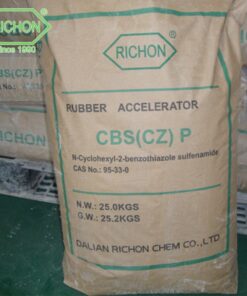 RICHON
Since 1990
RICHON
RUBBER ACCELERATOR
CBS(CZ) P
N-Cyclohexyl-2-benzothiazole sulfenamide
CAS No.: 95-33-0
N.W.: 25.0KGS
G.W.: 25.2KGS
DALIAN RICHON CHEM CO.,LTD